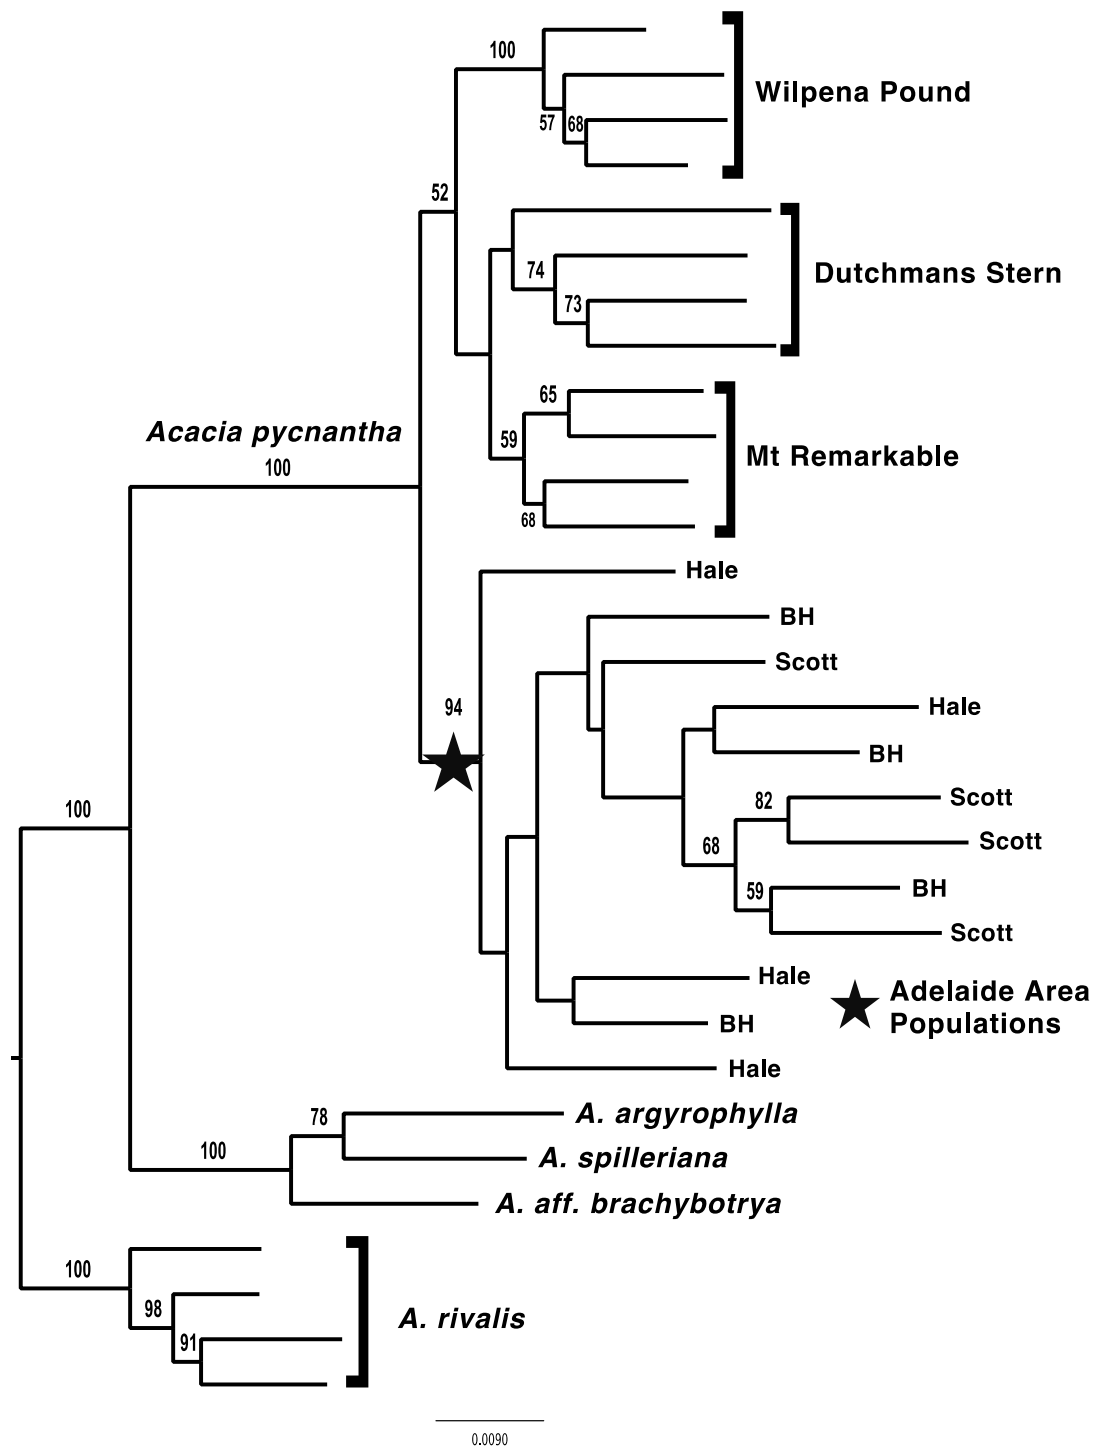 100
Wilpena Pound
57
68
52
74
Dutchmans Stern
73
65
Acacia pycnantha
59
Mt Remarkable
100
68
Hale
BH
Scott
94
Hale
BH
82
Scott
100
Scott
68
59
BH
Scott
Hale
Adelaide Area
Populations
BH
Hale
78
A. argyrophylla
100
A. spilleriana
A. aff. brachybotrya
100
98
A. rivalis
91
0.0090